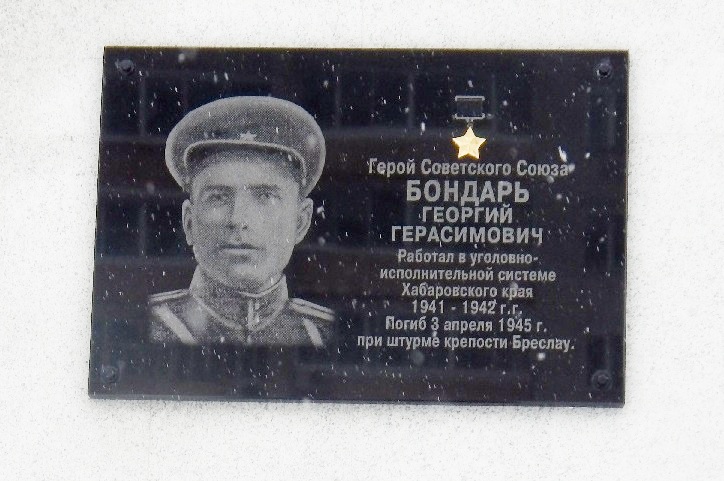 Герой Советского Союза
БОНДАРЬ
ГЕОРГИЙ
ГЕРАСИМОВИЧ
Работал в уголовно-
исполнительной системе
Хабаровского края
1941 - 1942 г.г.
Погиб 3 апреля 1945 г.
при штурме крепости Бреслау.